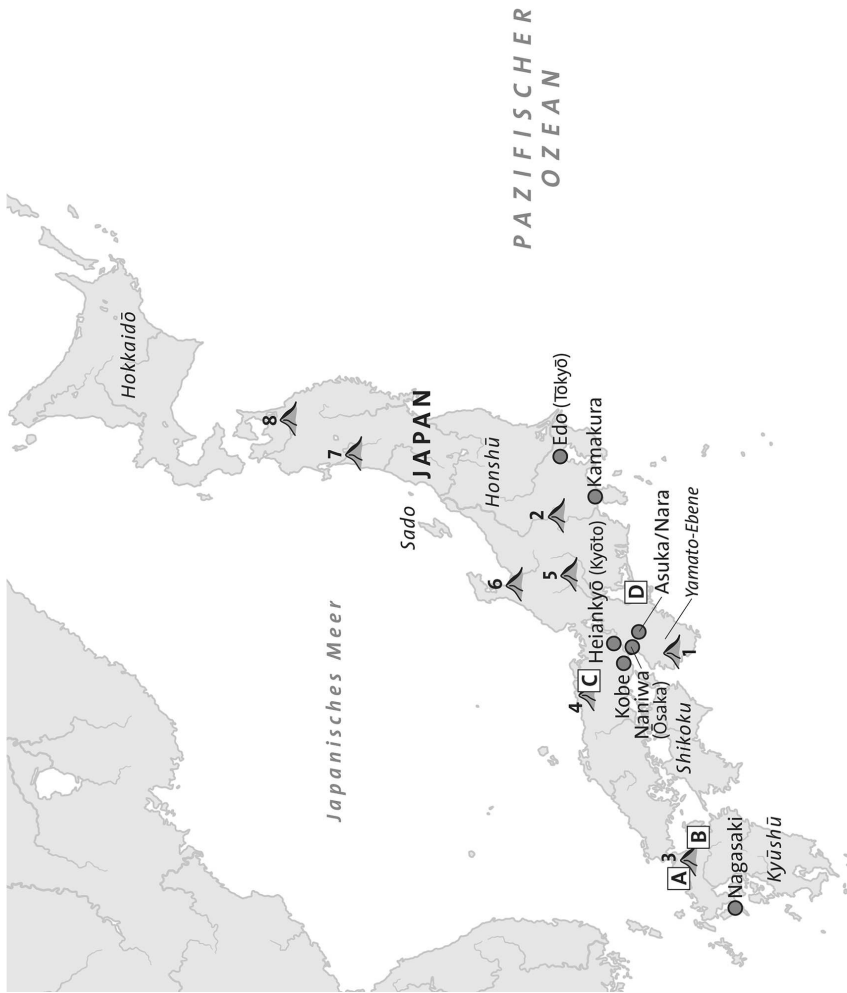 PAZIFISCHER
OZEAN
Hokkaidō
8
7
JAPAN
Sado
Honshū
Edo (Tōkyō)
Kamakura
2
6
5
Japanisches Meer
Heiankyō (Kyōto)
D
Asuka/Nara
Yamato-Ebene
1
4
C
Kobe
Naniwa
(Ōsaka)
Shikoku
3
A
B
Nagasaki
Kyūshū